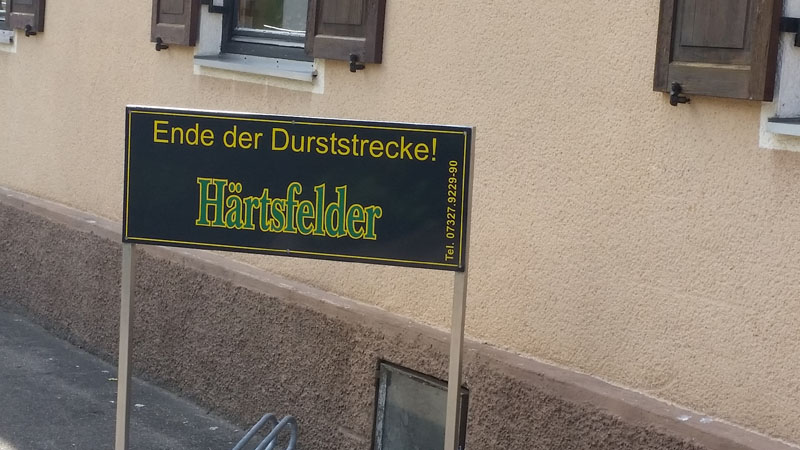 Ende der Durststrecke!
Härtsfelder
Tel. 07327.9229-90